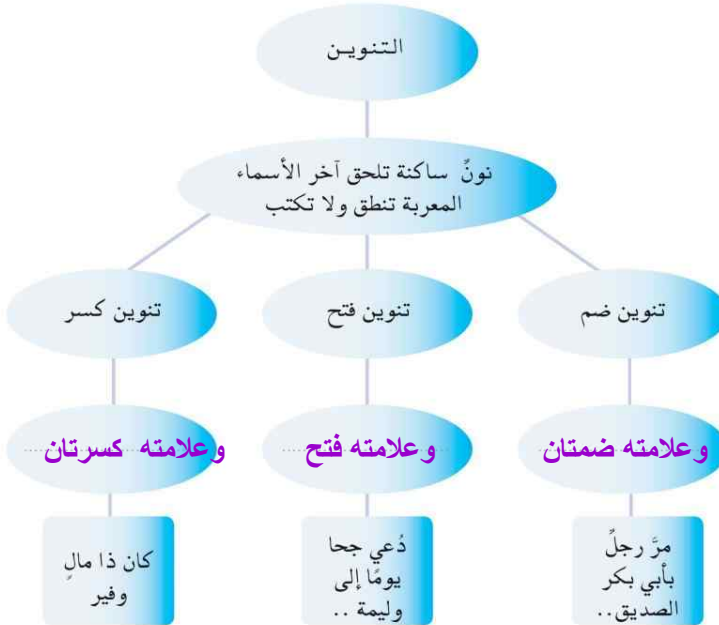 التنوين
نونٌ ساكنة تلحق آخر الأسماء
المعربة تنطق ولا تكتب
تنوين ضم
تنوين فتح
تنوين كسر
وعلامته ضمتان
وعلامته فتح
وعلامته كسرتان
مرَّ رجلٌ
بأبي بكر
الصديق..
دُعي جحا
يومًا إلى
وليمة ..
كان ذا مالٍ
وفير